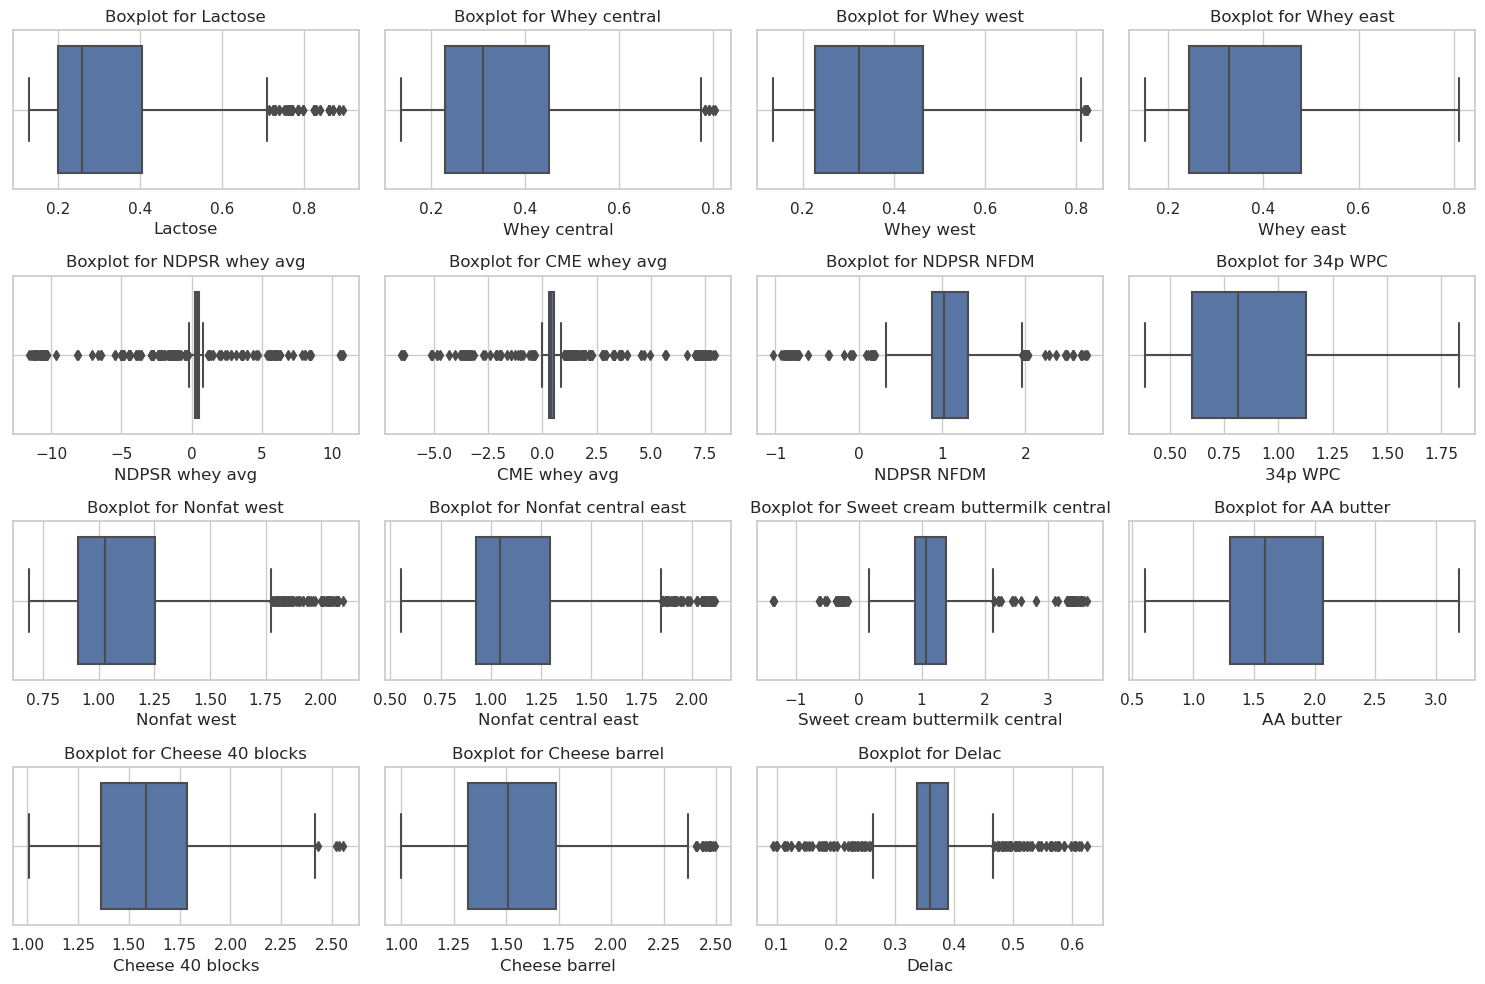 Boxplot for Lactose
Boxplot for Whey central
Boxplot for Whey west
Boxplot for Whey east
0.2 0.4 0.6 0.8
0.2 0.4 0.6 0.8
0.2 0.4 0.6 0.8
0.2 0.4 0.6 0.8
Lactose
Whey central
Whey west
Whey east
Boxplot for NDPSR whey avg
Boxplot for CME whey avg
Boxplot for NDPSR NFDM
Boxplot for 34p WPC
−10 −5 0 5 10
−5.0 −2.5 0.0 2.5 5.0 7.5
−1 0 1 2
0.50 0.75 1.00 1.25 1.50 1.75
NDPSR whey avg
CME whey avg
NDPSR NFDM
34p WPC
Boxplot for Nonfat west
Boxplot for Nonfat central east
Boxplot for Sweet cream buttermilk central
Boxplot for AA butter
0.75 1.00 1.25 1.50 1.75 2.00
0.50 0.75 1.00 1.25 1.50 1.75 2.00
−1 0 1 2 3
0.5 1.0 1.5 2.0 2.5 3.0
Nonfat west
Nonfat central east
Sweet cream buttermilk central
AA butter
Boxplot for Cheese 40 blocks
Boxplot for Cheese barrel
Boxplot for Delac
1.00 1.25 1.50 1.75 2.00 2.25 2.50
1.00 1.25 1.50 1.75 2.00 2.25 2.50
0.1 0.2 0.3 0.4 0.5 0.6
Cheese 40 blocks
Cheese barrel
Delac